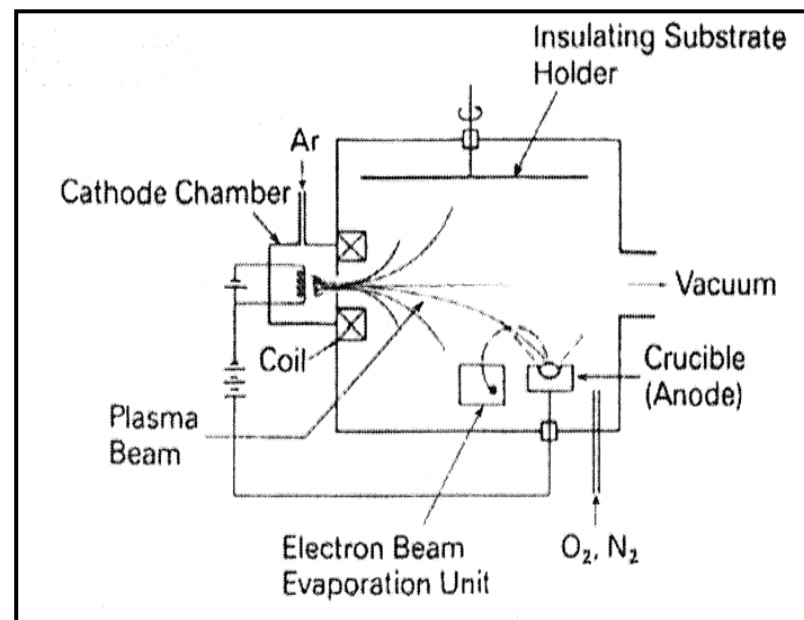 Insulating Substrate
Holder
Ar
Cathode Chamber
Vacuum
Coil
Crucible
(Anode)
Plasma
Beam
Electron Beam
Evaporation Unit
O₂, N₂